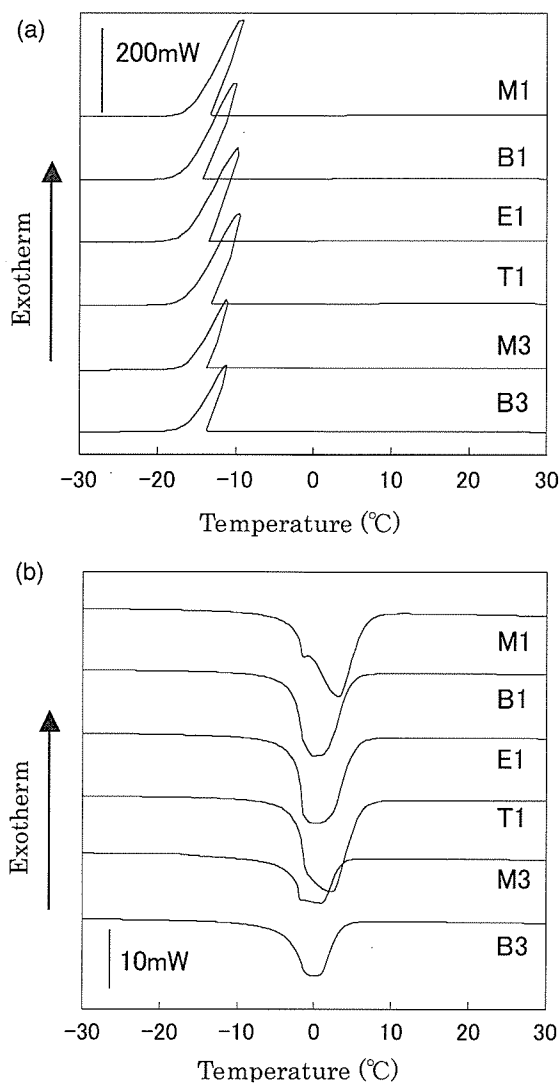 (a)
200mW
M1
B1
E1
T1
M3
B3
Exotherm
-30 -20 -10 0 10 20 30
Temperature (℃)
(b)
M1
B1
E1
T1
M3
B3
Exotherm
10mW
-30 -20 -10 0 10 20 30
Temperature (℃)